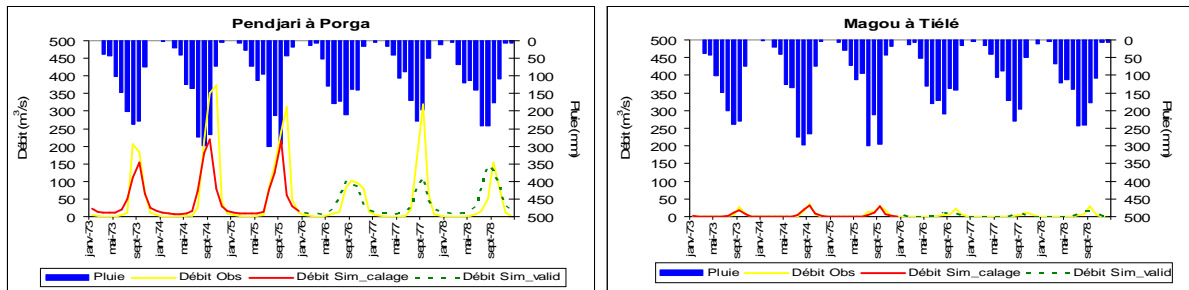 Pendjari à Porga
500
450
400
350
300
250
200
150
100
50
0
Débit (m³/s)
0
100
200
300
400
500
Pluie (mm)
janv-73
mai-73
sept-73
janv-74
mai-74
sept-74
janv-75
mai-75
sept-75
janv-76
mai-76
sept-76
janv-77
mai-77
sept-77
janv-78
mai-78
sept-78
Pluie
Débit Obs
Débit Sim_calage
Débit Sim_valid
Magou à Tiélé
500
450
400
350
300
250
200
150
100
50
0
Débit (m³/s)
0
50
100
150
200
250
300
350
400
450
500
Pluie (mm)
janv-73
mai-73
sept-73
janv-74
mai-74
sept-74
janv-75
mai-75
sept-75
janv-76
mai-76
sept-76
janv-77
mai-77
sept-77
janv-78
mai-78
sept-78
Pluie
Débit Obs
Débit Sim_calage
Débit Sim_valid